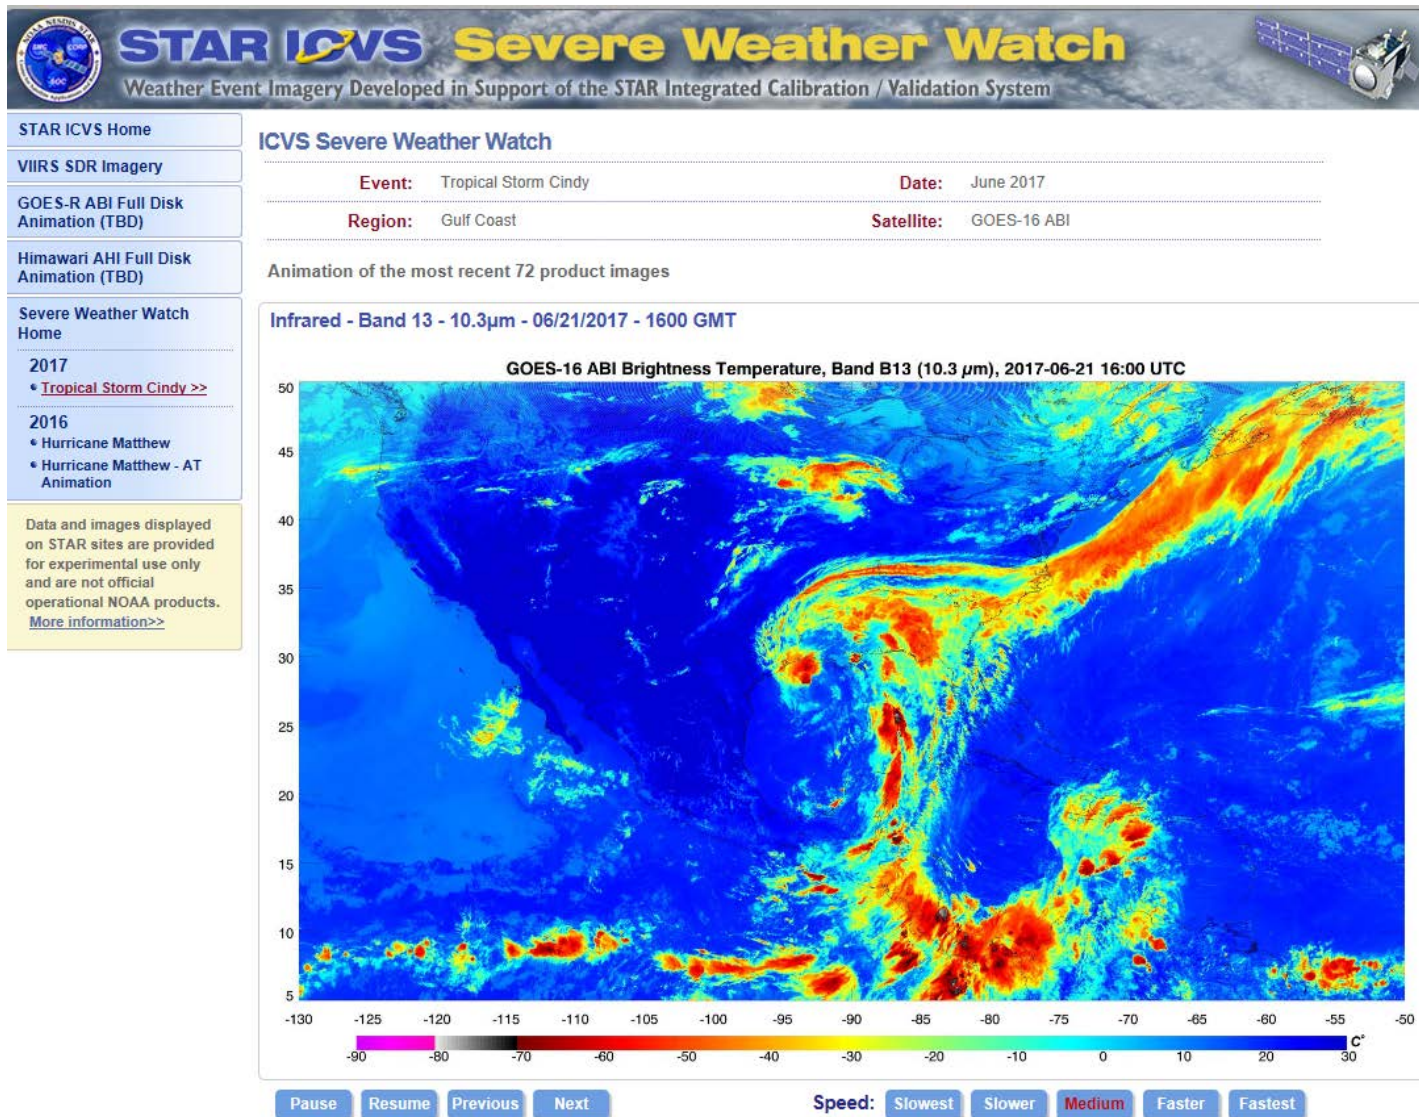 STAR ICVS Severe Weather Watch
Weather Event Imagery Developed in Support of the STAR Integrated Calibration / Validation System
STAR ICVS Home
VIIRS SDR Imagery
GOES-R ABI Full Disk
Animation (TBD)
Himawari AHI Full Disk
Animation (TBD)
Severe Weather Watch
Home
2017
Tropical Storm Cindy >>
2016
Hurricane Matthew
Hurricane Matthew - AT
Animation
Data and images displayed
on STAR sites are provided
for experimental use only
and are not official
operational NOAA products.
More information>>
ICVS Severe Weather Watch
Event: Tropical Storm Cindy Date: June 2017
Region: Gulf Coast Satellite: GOES-16 ABI
Animation of the most recent 72 product images
Infrared - Band 13 - 10.3µm - 06/21/2017 - 1600 GMT
GOES-16 ABI Brightness Temperature, Band B13 (10.3 µm), 2017-06-21 16:00 UTC
50
45
40
35
30
25
20
15
10
5
-130 -125 -120 -115 -110 -105 -100 -95 -90 -85 -80 -75 -70 -65 -60 -55 -50
C°
-90 -80 -70 -60 -50 -40 -30 -20 -10 0 10 20 30
Pause Resume Previous Next Speed: Slowest Slower Medium Faster Fastest